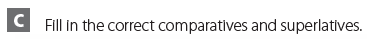 C Fill in the correct comparatives and superlatives.